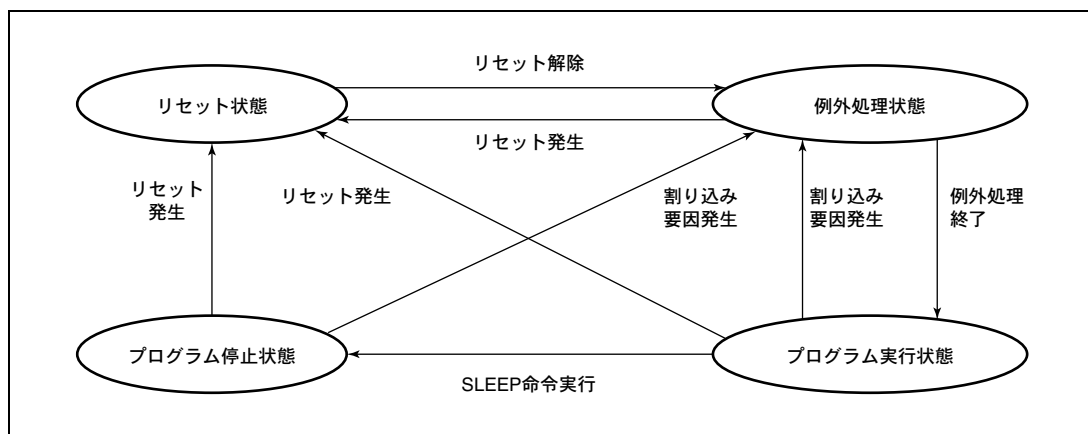 リセット解除
リセット状態
例外処理状態
リセット発生
リセット
発生
リセット発生
割り込み
要因発生
割り込み
要因発生
例外処理
終了
プログラム停止状態
プログラム実行状態
SLEEP命令実行